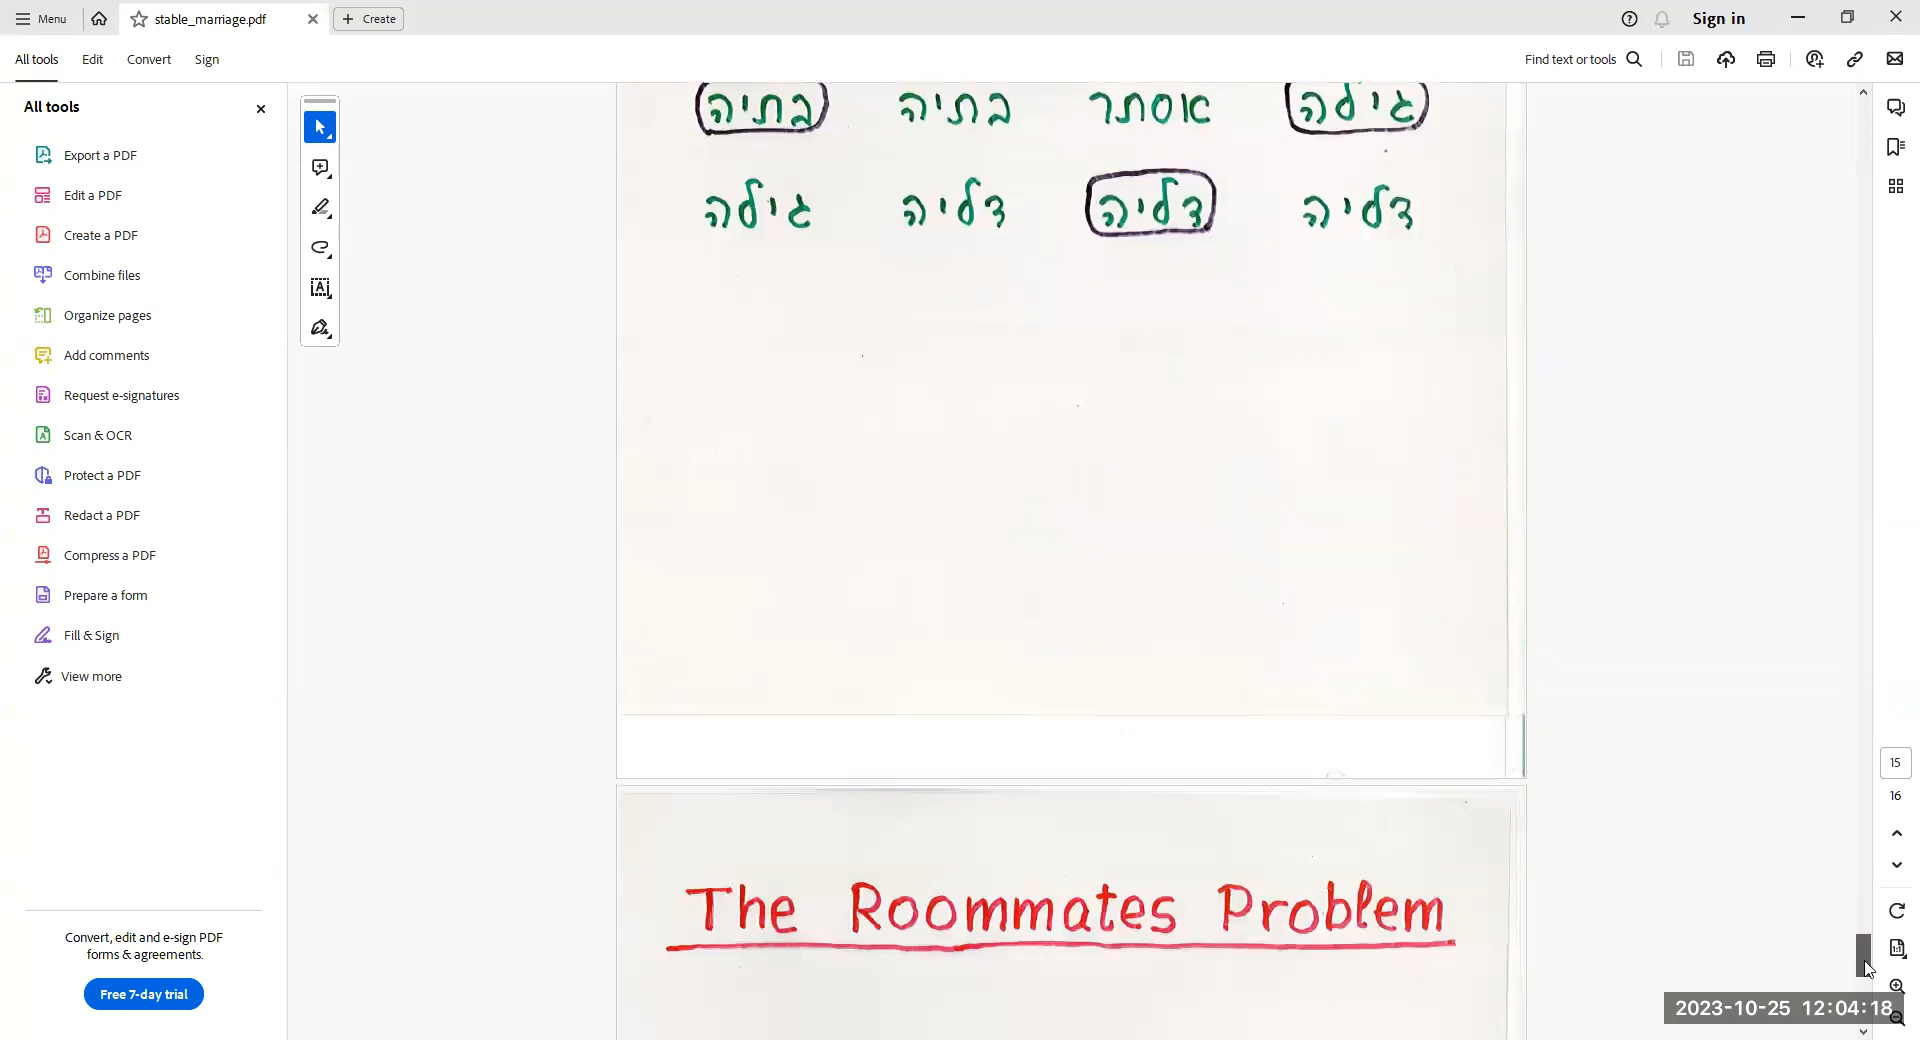 Menu
stable_marriage.pdf
Create
Sign in
All tools Edit Convert Sign
Find text or tools
All tools
Export a PDF
Edit a PDF
Create a PDF
Combine files
Organize pages
Add comments
Request e-signatures
Scan & OCR
Protect a PDF
Redact a PDF
Compress a PDF
Prepare a form
Fill & Sign
View more
Convert, edit and e-sign PDF
forms & agreements.
Free 7-day trial
גילה אסתר בתיה בתיה
דליה דליה דליה גילה
The Roommates Problem
15
16
2023-10-25 12:04:18